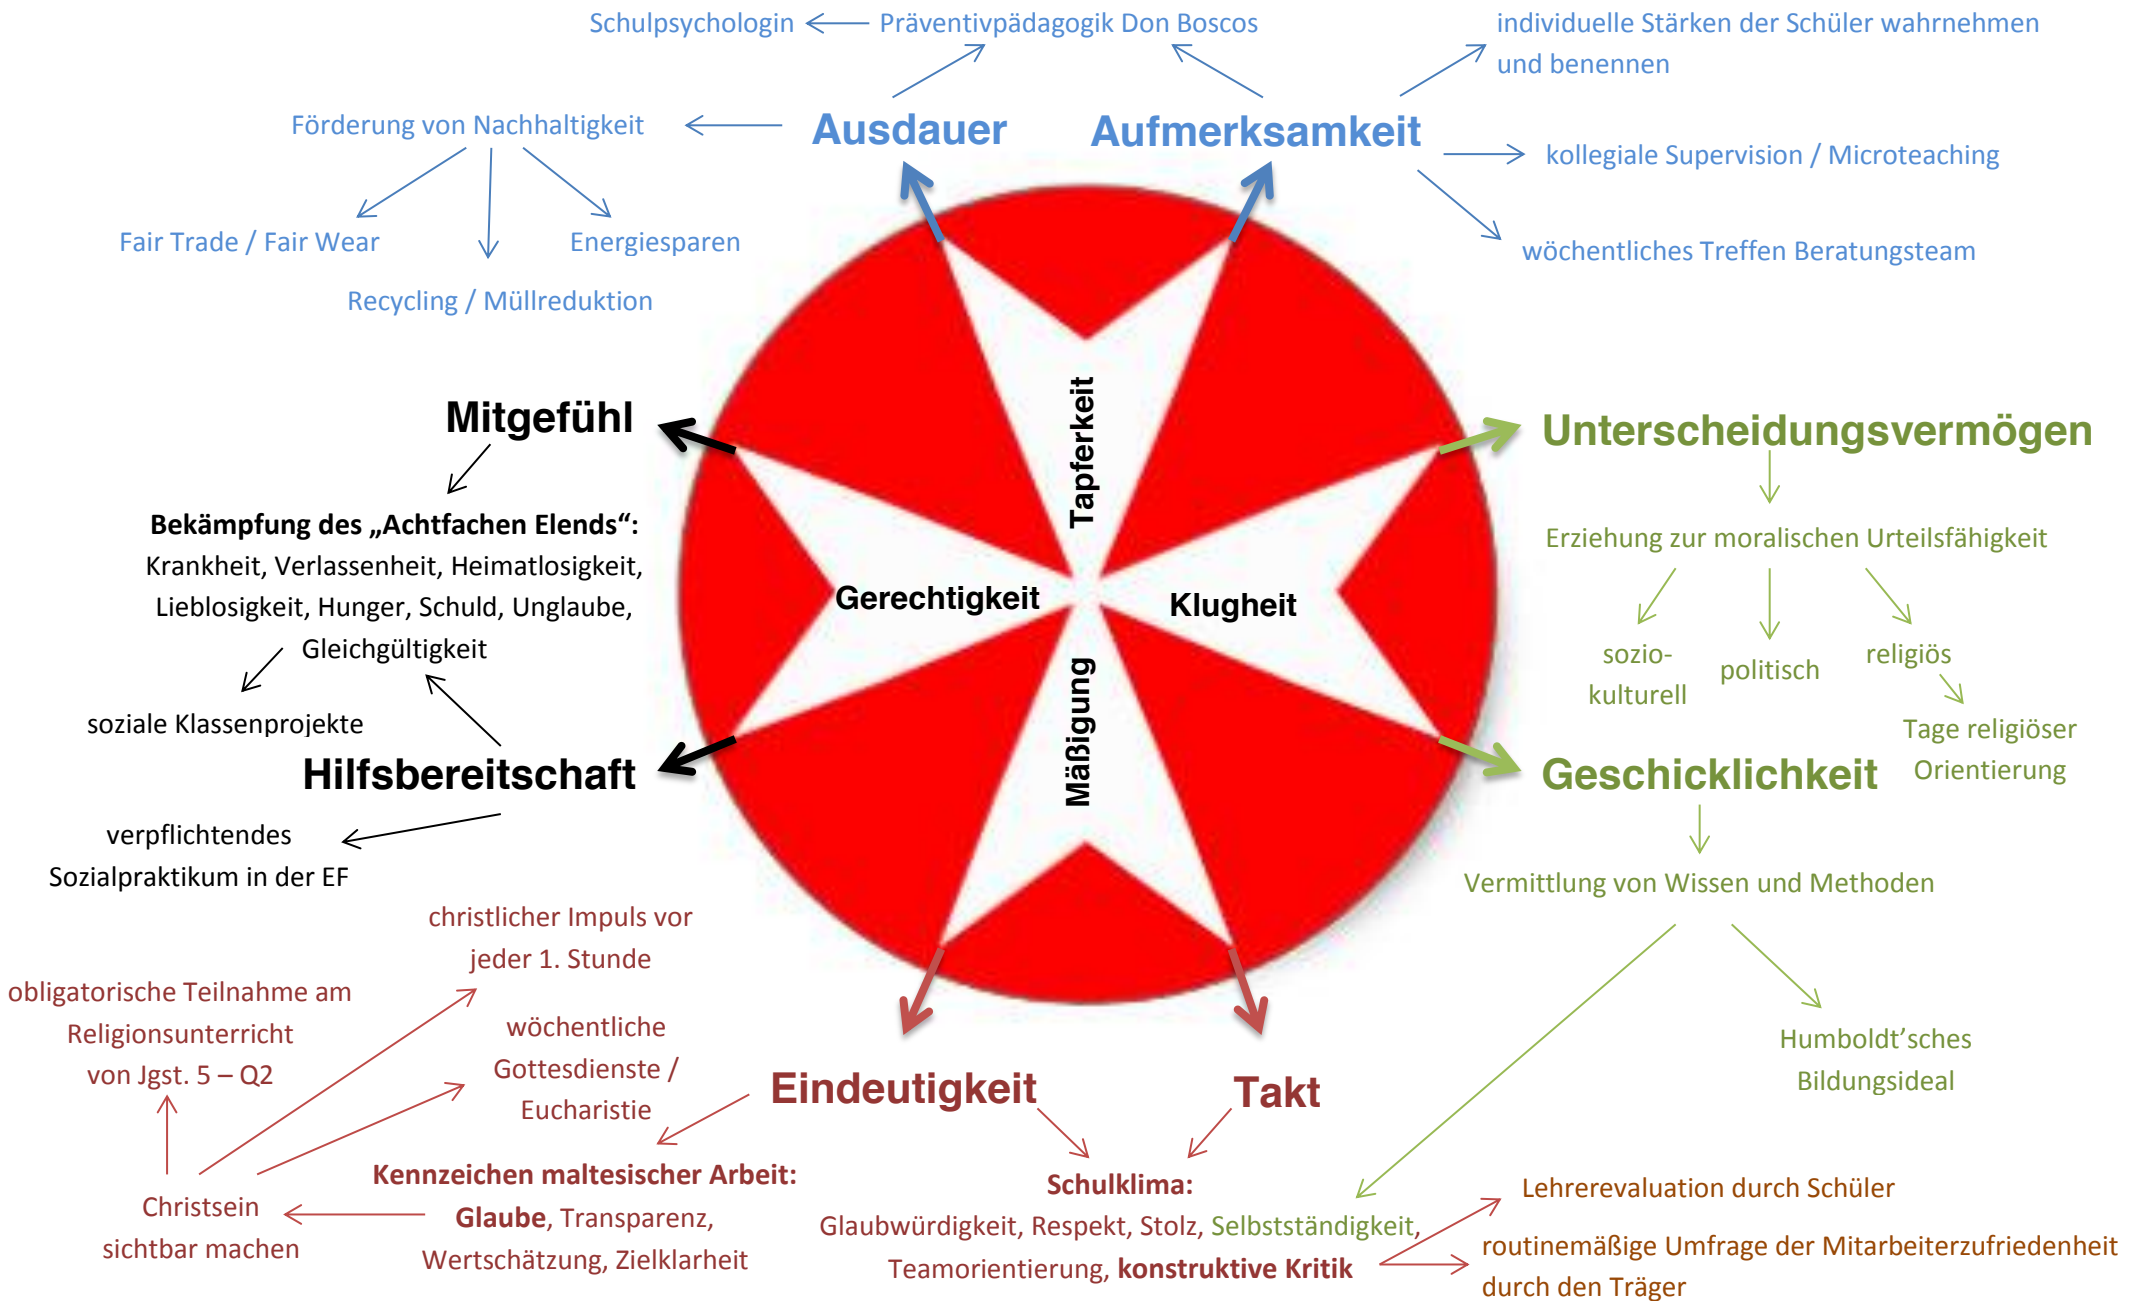 Schulpsychologin
Präventivpädagogik Don Boscos
individuelle Stärken der Schüler wahrnehmen
und benennen
Förderung von Nachhaltigkeit
Ausdauer
Aufmerksamkeit
kollegiale Supervision / Microteaching
Fair Trade / Fair Wear
Energiesparen
wöchentliches Treffen Beratungsteam
Recycling / Müllreduktion
Tapferkeit
Gerechtigkeit
Klugheit
Mäßigung
Mitgefühl
Bekämpfung des „Achtfachen Elends“:
Krankheit, Verlassenheit, Heimatlosigkeit,
Lieblosigkeit, Hunger, Schuld, Unglaube,
Gleichgültigkeit
soziale Klassenprojekte
Hilfsbereitschaft
verpflichtendes
Sozialpraktikum in der EF
Unterscheidungsvermögen
Erziehung zur moralischen Urteilsfähigkeit
sozio-
kulturell
politisch
religiös
Tage religiöser
Orientierung
Geschicklichkeit
Vermittlung von Wissen und Methoden
Humboldt’sches
Bildungsideal
christlicher Impuls vor
jeder 1. Stunde
obligatorische Teilnahme am
Religionsunterricht
von Jgst. 5 – Q2
wöchentliche
Gottesdienste /
Eucharistie
Eindeutigkeit
Takt
Kennzeichen maltesischer Arbeit:
Glaube, Transparenz,
Wertschätzung, Zielklarheit
Christsein
sichtbar machen
Schulklima:
Glaubwürdigkeit, Respekt, Stolz, Selbstständigkeit,
Teamorientierung, konstruktive Kritik
Lehrerevaluation durch Schüler
routinemäßige Umfrage der Mitarbeiterzufriedenheit
durch den Träger